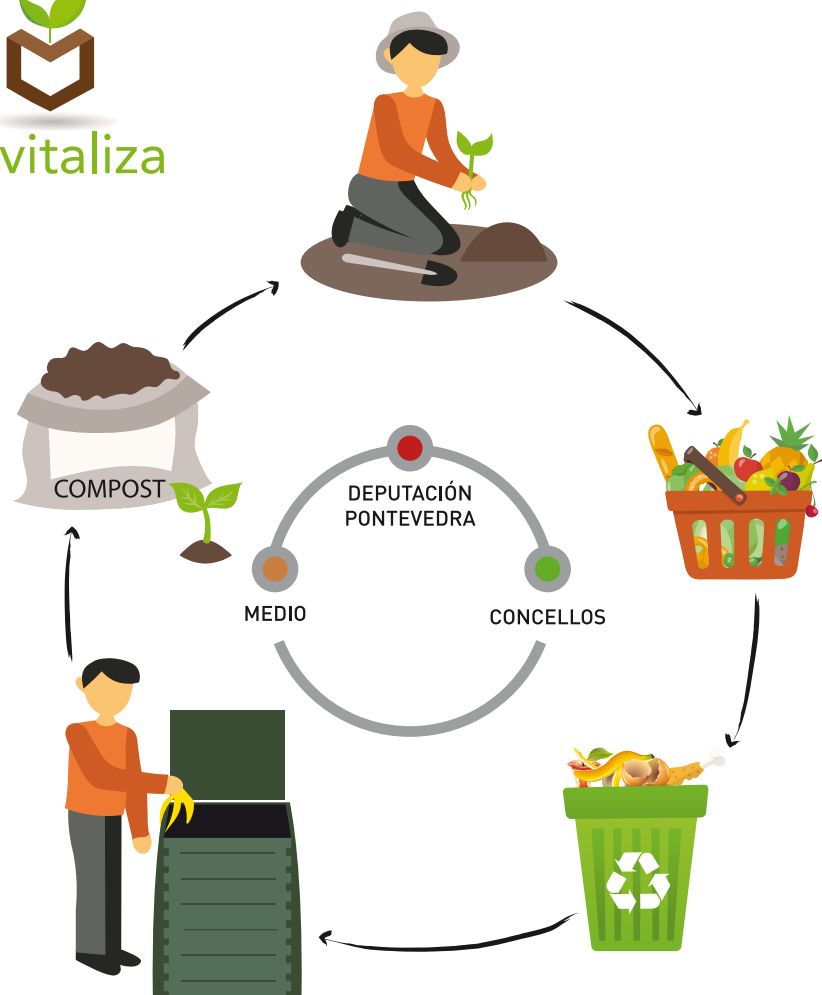 vitaliza
COMPOST
DEPUTACIÓN
PONTEVEDRA
MEDIO
CONCELLOS